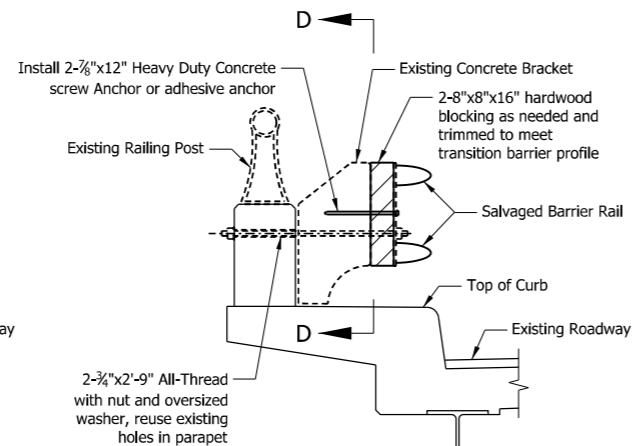 D
Install 2-⅞"x12" Heavy Duty Concrete
screw Anchor or adhesive anchor
Existing Concrete Bracket
2-8"x8"x16" hardwood
blocking as needed and
trimmed to meet
transition barrier profile
Existing Railing Post
Salvaged Barrier Rail
Top of Curb
D
Existing Roadway
ay
2-¾"x2'-9" All-Thread
with nut and oversized
washer, reuse existing
holes in parapet